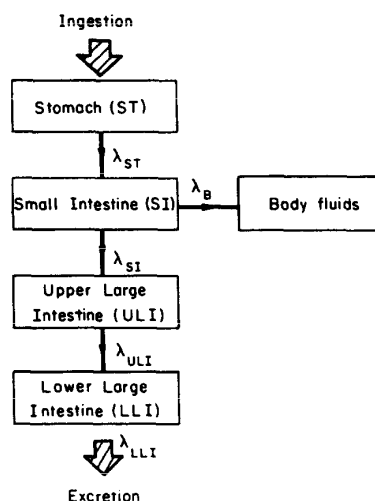 Ingestion
Stomach (ST)
λST
Small Intestine (SI)
λB
Body fluids
λSI
Upper Large
Intestine (ULI)
λULI
Lower Large
Intestine (LLI)
λLLI
Excretion